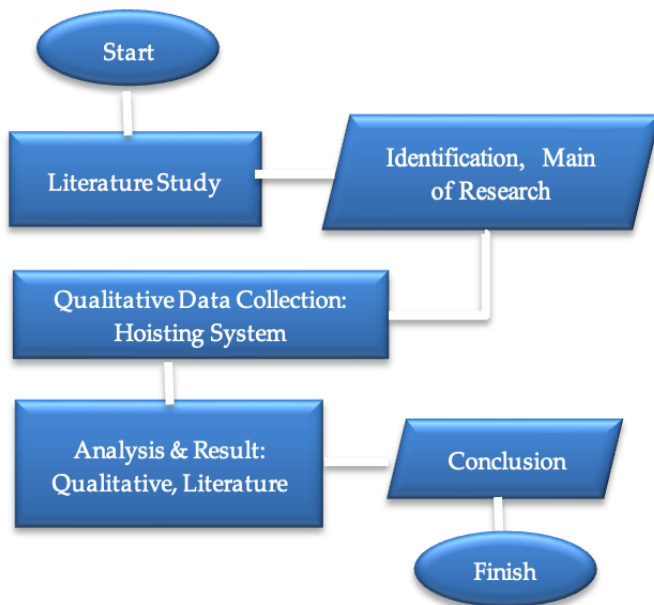 Start
Literature Study
Identification, Main
of Research
Qualitative Data Collection:
Hoisting System
Analysis & Result:
Qualitative, Literature
Conclusion
Finish